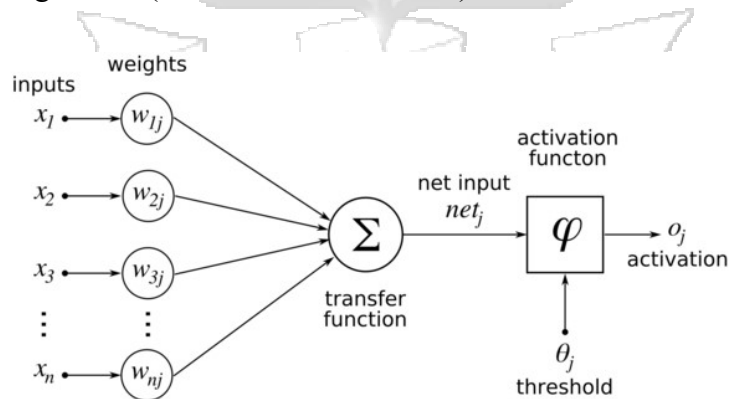 weights
inputs
x₁
w₁ⱼ
x₂
w₂ⱼ
x₃
w₃ⱼ
⋮
⋮
xₙ
wₙⱼ
Σ
transfer
function
net input
netⱼ
activation
functon
φ
oⱼ
activation
θⱼ
threshold